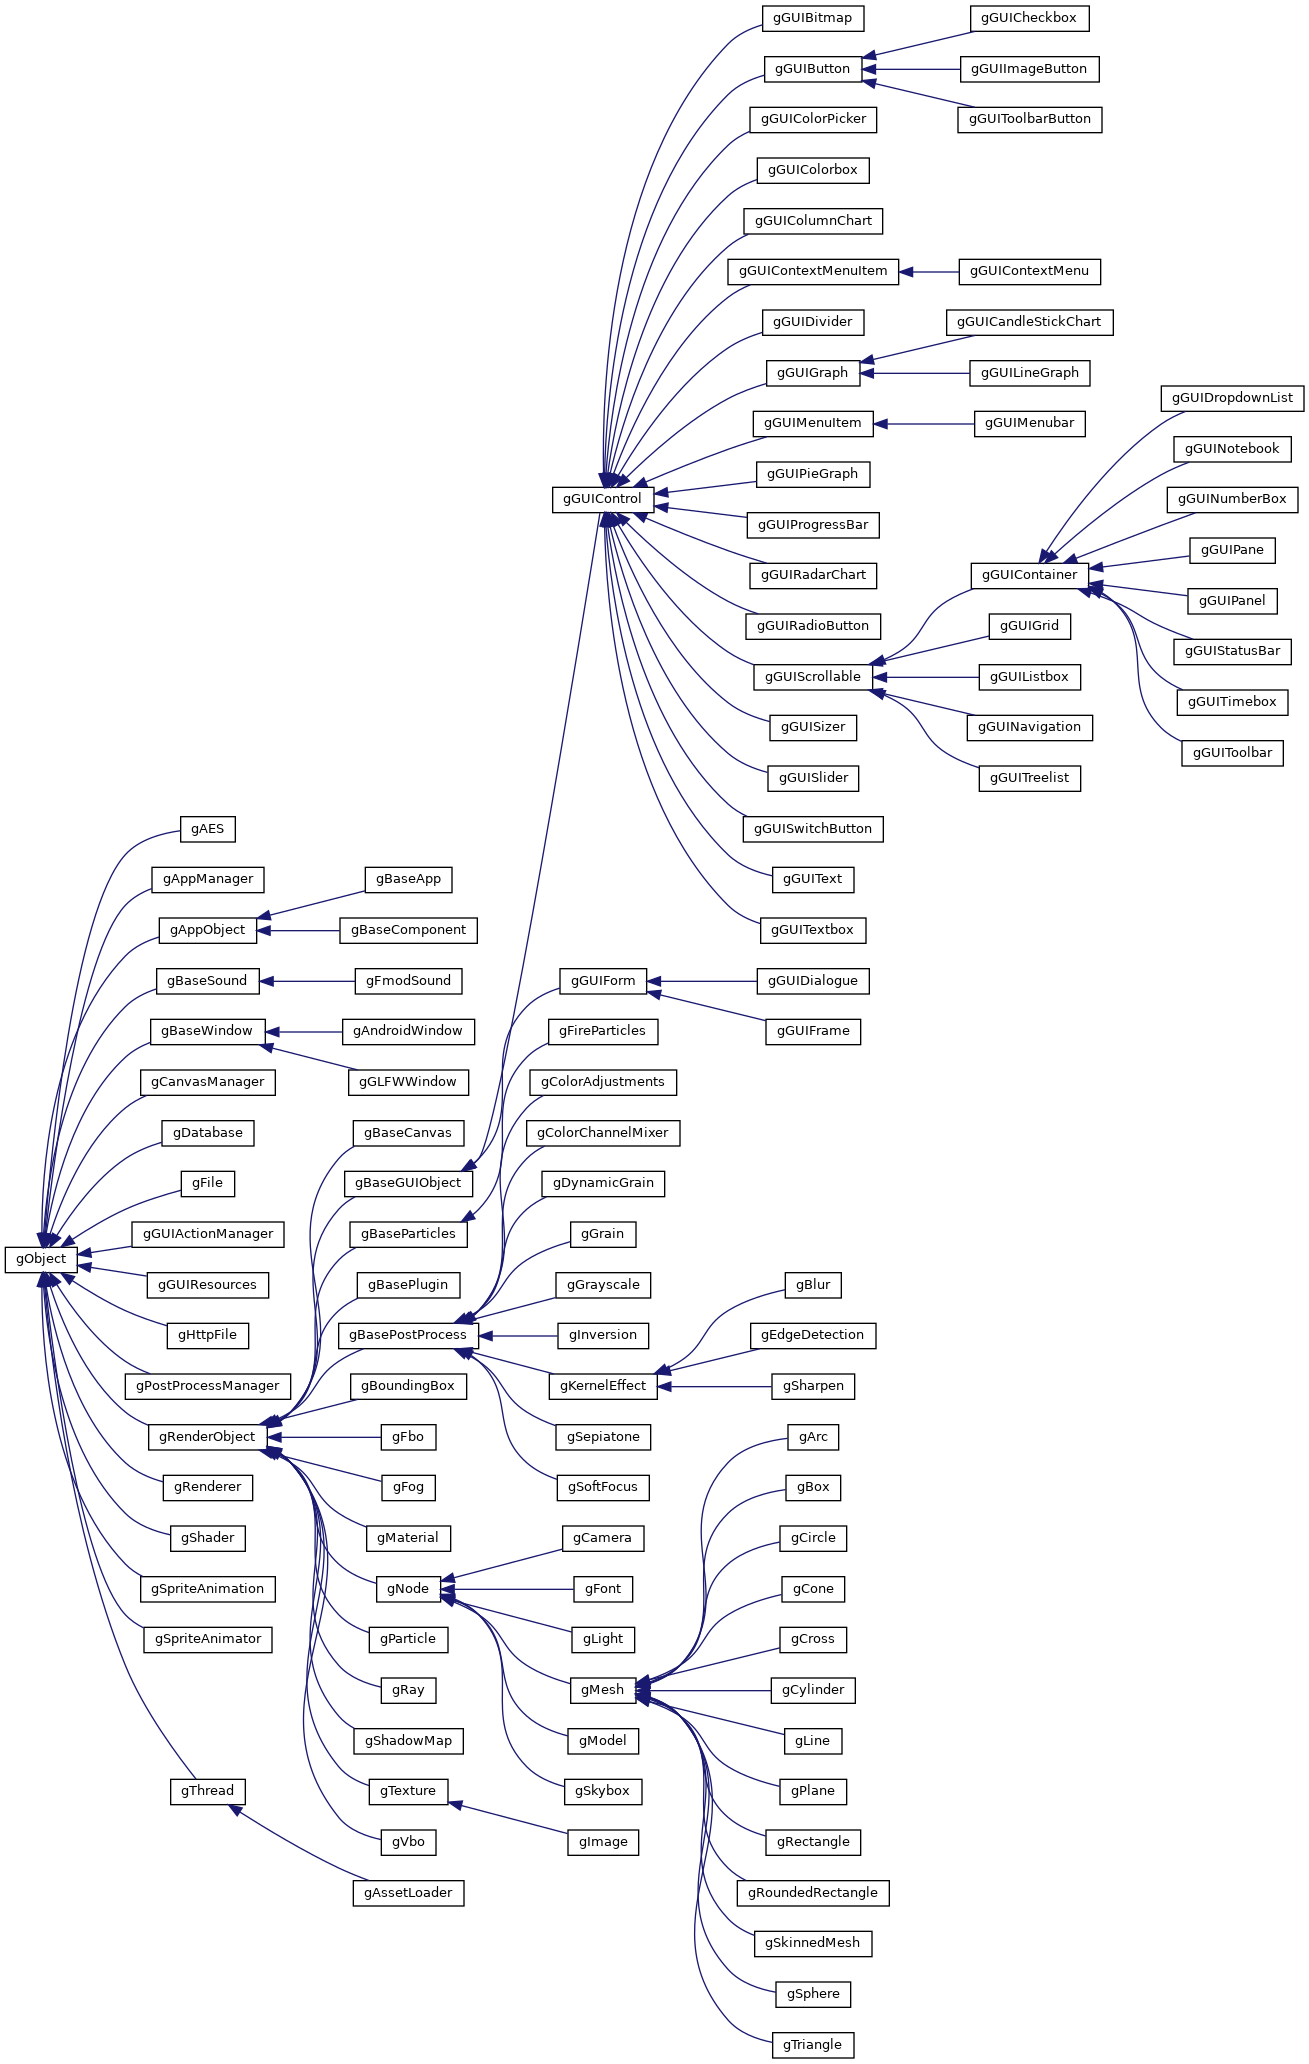 gGUIBitmap
gGUICheckbox
gGUIButton
gGUIImageButton
gGUIColorPicker
gGUIToolbarButton
gGUIColorbox
gGUIColumnChart
gGUIContextMenuItem
gGUIContextMenu
gGUIDivider
gGUICandleStickChart
gGUIGraph
gGUILineGraph
gGUIDropdownList
gGUIMenuItem
gGUIMenubar
gGUINotebook
gGUIPieGraph
gGUIControl
gGUINumberBox
gGUIProgressBar
gGUIPane
gGUIRadarChart
gGUIContainer
gGUIPanel
gGUIRadioButton
gGUIGrid
gGUIStatusBar
gGUIScrollable
gGUIListbox
gGUITimebox
gGUISizer
gGUINavigation
gGUIToolbar
gGUISlider
gGUITreelist
gAES
gGUISwitchButton
gAppManager
gBaseApp
gGUIText
gAppObject
gBaseComponent
gGUITextbox
gBaseSound
gFmodSound
gGUIForm
gGUIDialogue
gBaseWindow
gAndroidWindow
gFireParticles
gGUIFrame
gCanvasManager
gGLFWWindow
gColorAdjustments
gDatabase
gBaseCanvas
gColorChannelMixer
gFile
gBaseGUIObject
gDynamicGrain
gGUIActionManager
gBaseParticles
gGrain
gObject
gGUIResources
gBasePlugin
gGrayscale
gBlur
gHttpFile
gBasePostProcess
gInversion
gEdgeDetection
gPostProcessManager
gBoundingBox
gKernelEffect
gSharpen
gRenderObject
gFbo
gSepiatone
gArc
gRenderer
gFog
gSoftFocus
gBox
gShader
gMaterial
gCamera
gCircle
gSpriteAnimation
gNode
gFont
gCone
gSpriteAnimator
gParticle
gLight
gCross
gRay
gMesh
gCylinder
gShadowMap
gModel
gLine
gThread
gTexture
gSkybox
gPlane
gVbo
gImage
gRectangle
gAssetLoader
gRoundedRectangle
gSkinnedMesh
gSphere
gTriangle